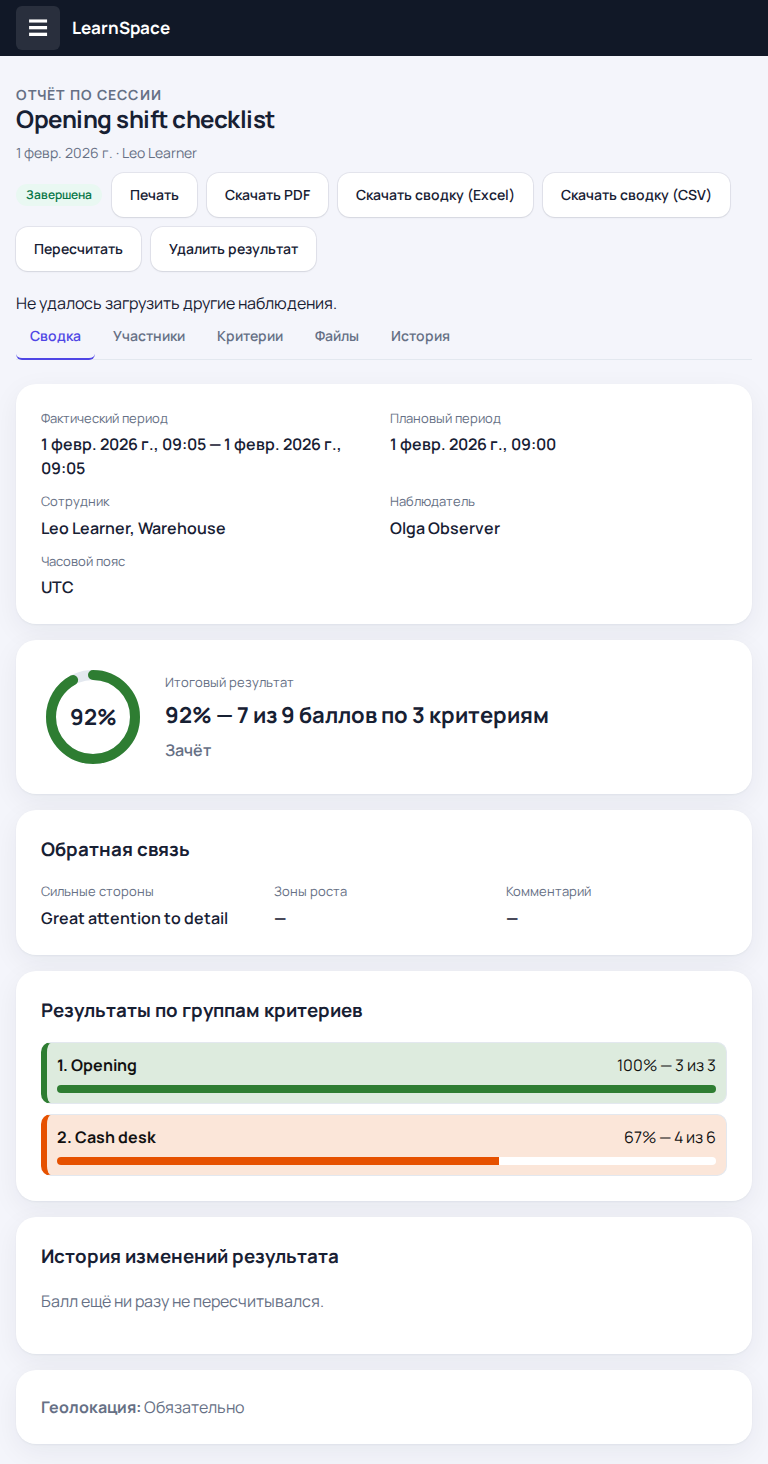 LearnSpace
ОТЧЁТ ПО СЕССИИ
Opening shift checklist
1 февр. 2026 г. · Leo Learner
Завершена
Печать
Скачать PDF
Скачать сводку (Excel)
Скачать сводку (CSV)
Пересчитать
Удалить результат
Не удалось загрузить другие наблюдения.
Сводка
Участники
Критерии
Файлы
История
Фактический период
1 февр. 2026 г., 09:05 — 1 февр. 2026 г.,
09:05
Плановый период
1 февр. 2026 г., 09:00
Сотрудник
Leo Learner, Warehouse
Наблюдатель
Olga Observer
Часовой пояс
UTC
92%
Итоговый результат
92% — 7 из 9 баллов по 3 критериям
Зачёт
Обратная связь
Сильные стороны
Great attention to detail
Зоны роста
—
Комментарий
—
Результаты по группам критериев
1. Opening
100% — 3 из 3
2. Cash desk
67% — 4 из 6
История изменений результата
Балл ещё ни разу не пересчитывался.
Геолокация: Обязательно